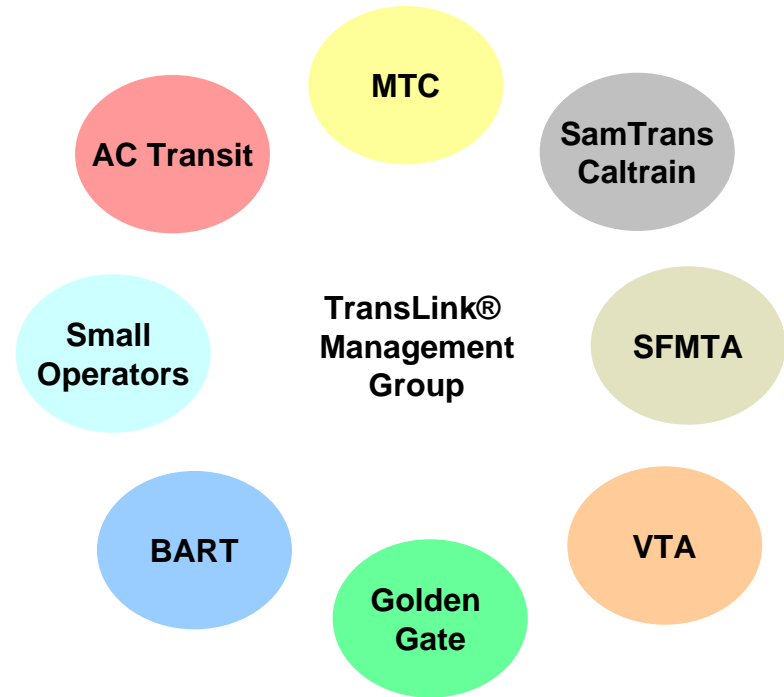 MTC
AC Transit
SamTrans
Caltrain
TransLink®
Management
Group
Small
Operators
SFMTA
BART
VTA
Golden
Gate